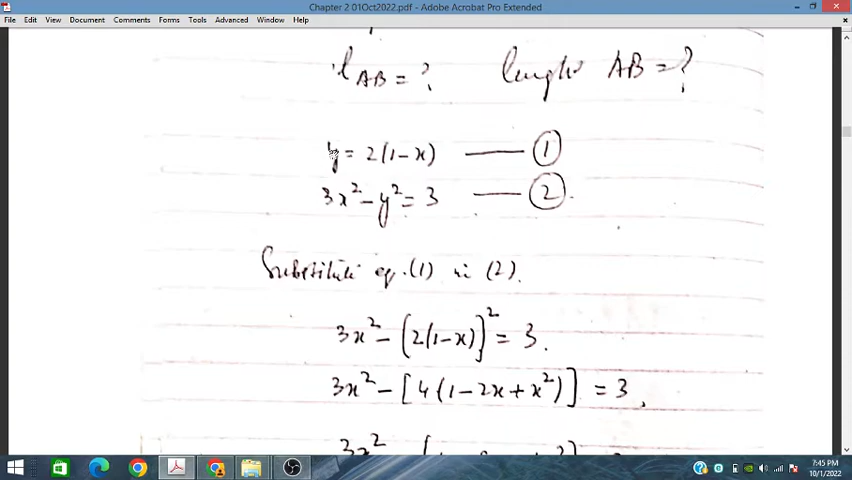 Chapter 2 01Oct2022.pdf - Adobe Acrobat Pro Extended
File Edit View Document Comments Forms Tools Advanced Window Help
l AB = ? length AB = ?
y = 2(1-x) —— ①
3x² - y² = 3 —— ②.
Substitute eq.(1) in (2).
3x² - [2(1-x)]² = 3.
3x² - [4(1-2x+x²)] = 3,
3x²
7:45 PM
10/1/2022